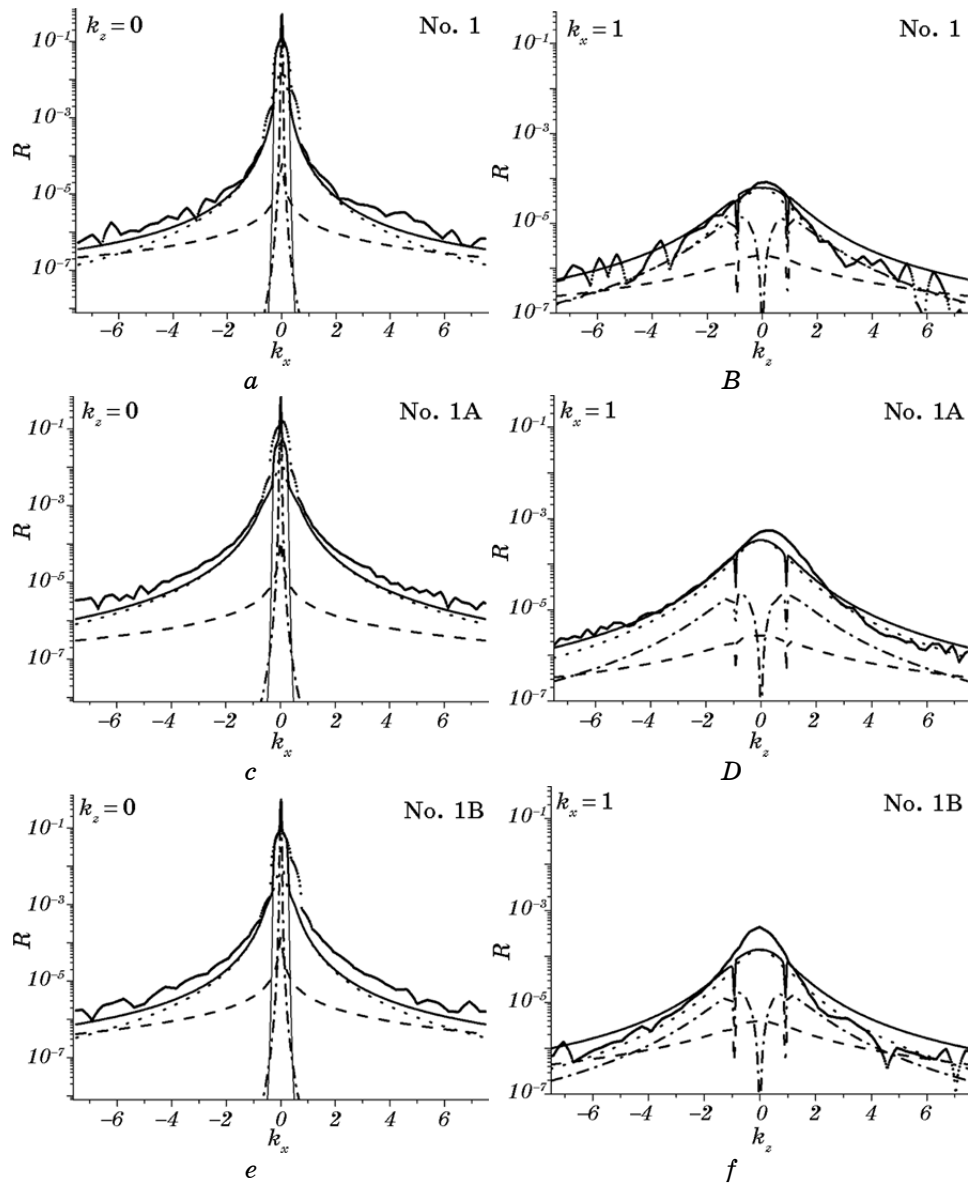 k_z = 0 No. 1
R
10⁻¹
10⁻³
10⁻⁵
10⁻⁷
−6 −4 −2 0 2 4 6
k_x
a
k_x = 1 No. 1
R
10⁻¹
10⁻³
10⁻⁵
10⁻⁷
−6 −4 −2 0 2 4 6
k_z
B
k_z = 0 No. 1A
R
10⁻¹
10⁻³
10⁻⁵
10⁻⁷
−6 −4 −2 0 2 4 6
k_x
c
k_x = 1 No. 1A
R
10⁻¹
10⁻³
10⁻⁵
10⁻⁷
−6 −4 −2 0 2 4 6
k_z
D
k_z = 0 No. 1B
R
10⁻¹
10⁻³
10⁻⁵
10⁻⁷
−6 −4 −2 0 2 4 6
k_x
e
k_x = 1 No. 1B
R
10⁻¹
10⁻³
10⁻⁵
10⁻⁷
−6 −4 −2 0 2 4 6
k_z
f